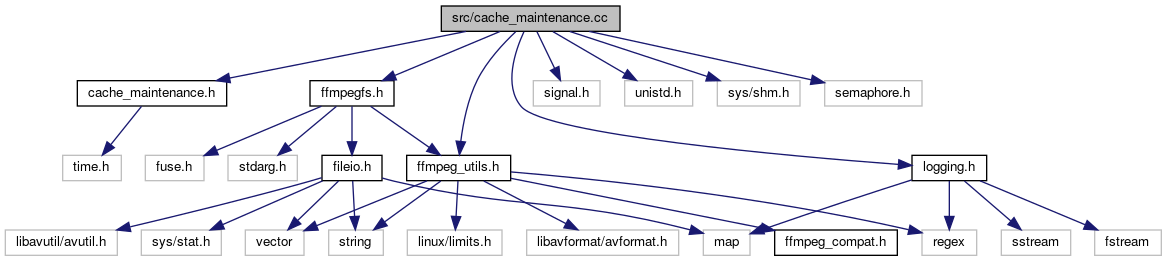 src/cache_maintenance.cc
cache_maintenance.h
ffmpegfs.h
signal.h
unistd.h
sys/shm.h
semaphore.h
time.h
fuse.h
stdarg.h
fileio.h
ffmpeg_utils.h
logging.h
libavutil/avutil.h
sys/stat.h
vector
string
linux/limits.h
libavformat/avformat.h
map
ffmpeg_compat.h
regex
sstream
fstream